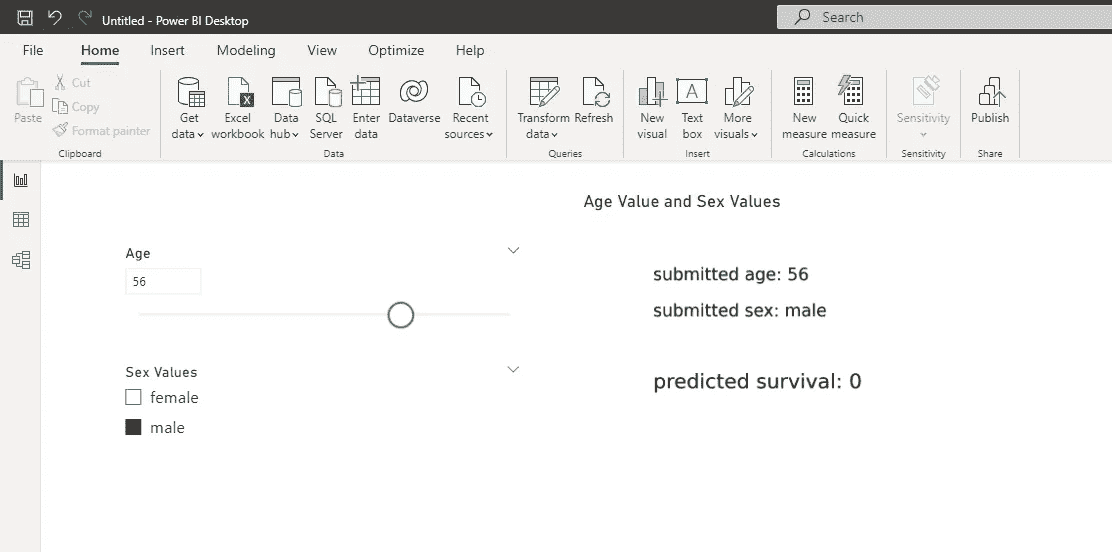 Untitled - Power BI Desktop
Search
File Home Insert Modeling View Optimize Help
Paste
Cut
Copy
Format painter
Clipboard
Get data
Excel workbook
Data hub
SQL Server
Enter data
Dataverse
Recent sources
Data
Transform data
Refresh
Queries
New visual
Text box
More visuals
Insert
New measure
Quick measure
Calculations
Sensitivity
Sensitivity
Publish
Share
Age Value and Sex Values
Age
56
submitted age: 56
submitted sex: male
Sex Values
female
male
predicted survival: 0